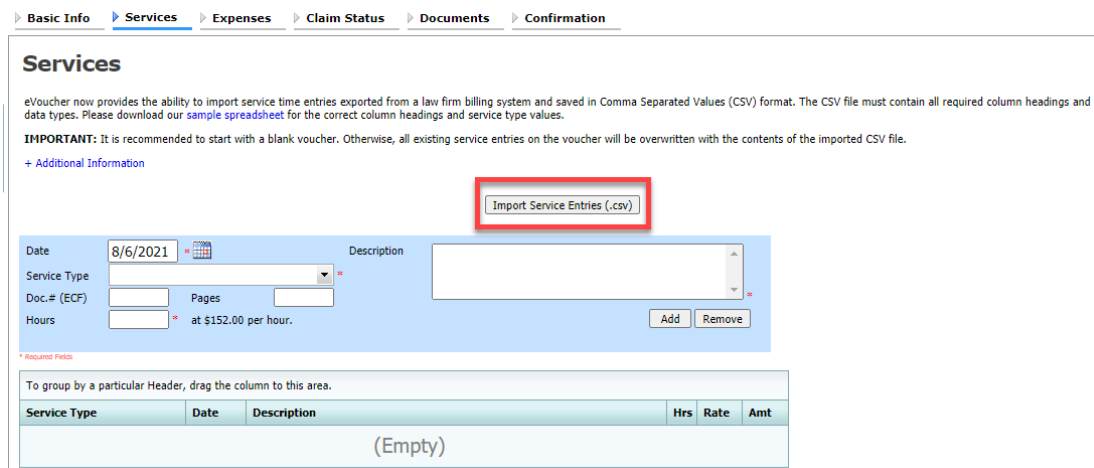 Basic Info Services Expenses Claim Status Documents Confirmation
Services
eVoucher now provides the ability to import service time entries exported from a law firm billing system and saved in Comma Separated Values (CSV) format. The CSV file must contain all required column headings and
data types. Please download our sample spreadsheet for the correct column headings and service type values.
IMPORTANT: It is recommended to start with a blank voucher. Otherwise, all existing service entries on the voucher will be overwritten with the contents of the imported CSV file.
+ Additional Information
Import Service Entries (.csv)
Date 8/6/2021 * Description
Service Type *
Doc.# (ECF) Pages *
Hours * at $152.00 per hour. Add Remove
* Required Fields
To group by a particular Header, drag the column to this area.
Service Type Date Description Hrs Rate Amt
(Empty)